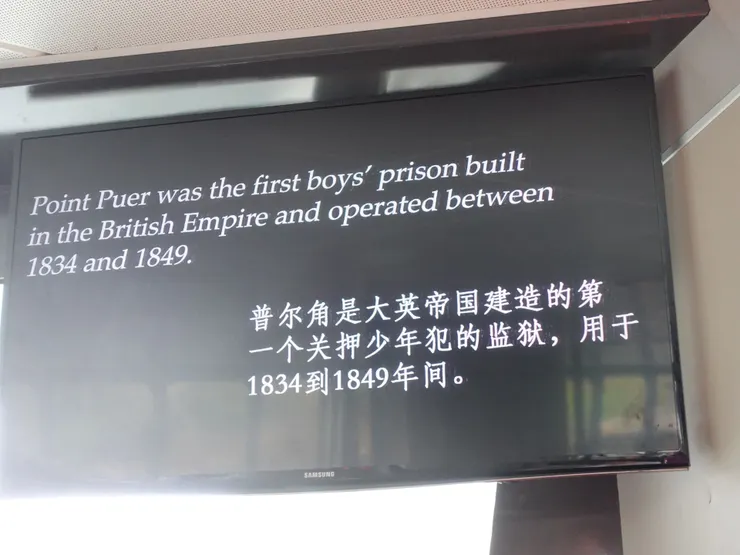 Point Puer was the first boys’ prison built
in the British Empire and operated between
1834 and 1849.
普尔角是大英帝国建造的第
一个关押少年犯的监狱，用于
1834到1849年间。
SAMSUNG